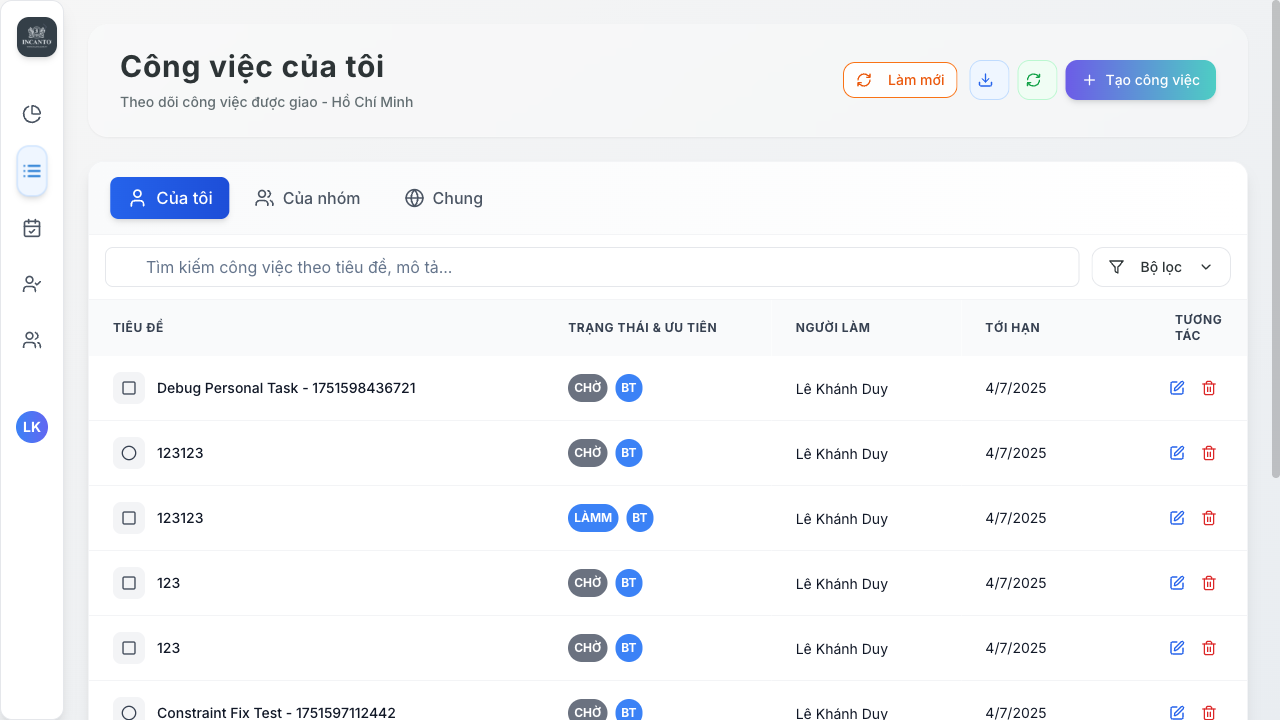 INCANTO
Công việc của tôi
Theo dõi công việc được giao - Hồ Chí Minh
Làm mới
Tạo công việc
Của tôi
Của nhóm
Chung
Tìm kiếm công việc theo tiêu đề, mô tả...
Bộ lọc
TIÊU ĐỀ
TRẠNG THÁI & ƯU TIÊN
NGƯỜI LÀM
TỚI HẠN
TƯƠNG
TÁC
Debug Personal Task - 1751598436721
CHỜ
BT
Lê Khánh Duy
4/7/2025
123123
CHỜ
BT
Lê Khánh Duy
4/7/2025
123123
LÀMM
BT
Lê Khánh Duy
4/7/2025
123
CHỜ
BT
Lê Khánh Duy
4/7/2025
123
CHỜ
BT
Lê Khánh Duy
4/7/2025
Constraint Fix Test - 1751597112442
CHỜ
BT
Lê Khánh Duy
4/7/2025
LK